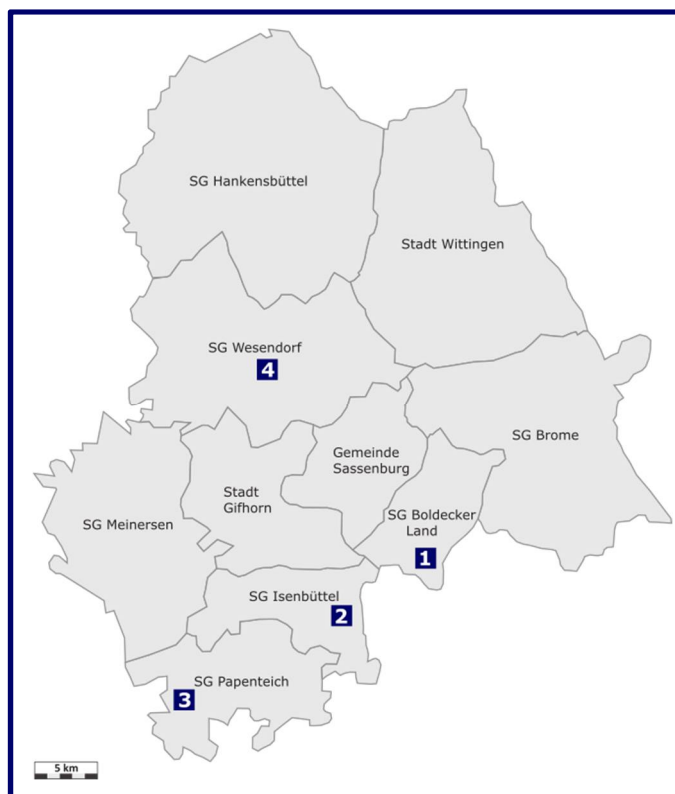 SG Hankensbüttel
Stadt Wittingen
SG Wesendorf
4
SG Brome
Gemeinde
Sassenburg
Stadt
Gifhorn
SG Meinersen
SG Boldecker
Land
1
SG Isenbüttel
2
SG Papenteich
3
5 km